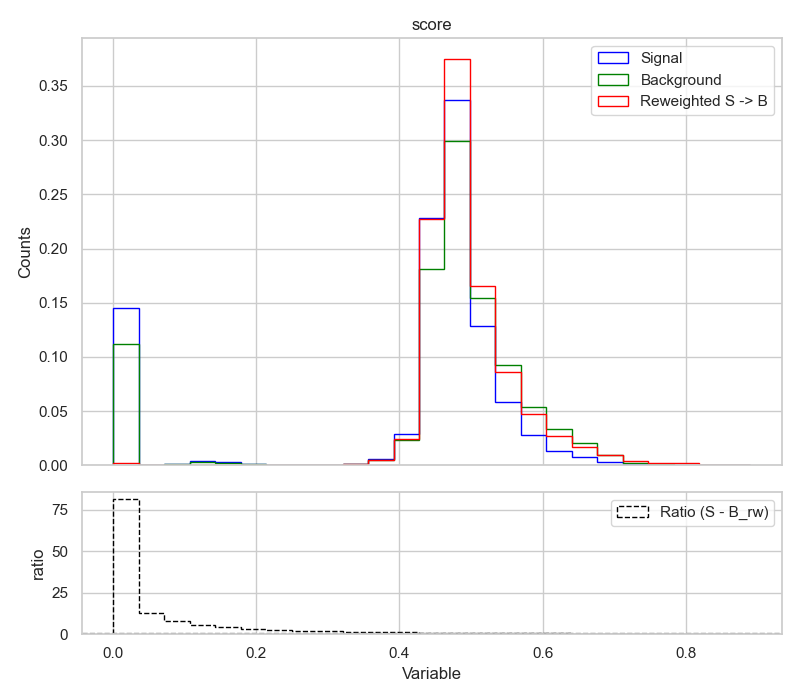 score
Signal
Background
Reweighted S -> B
Counts
0.35
0.30
0.25
0.20
0.15
0.10
0.05
0.00
Ratio (S - B_rw)
ratio
75
50
25
0
0.0 0.2 0.4 0.6 0.8
Variable